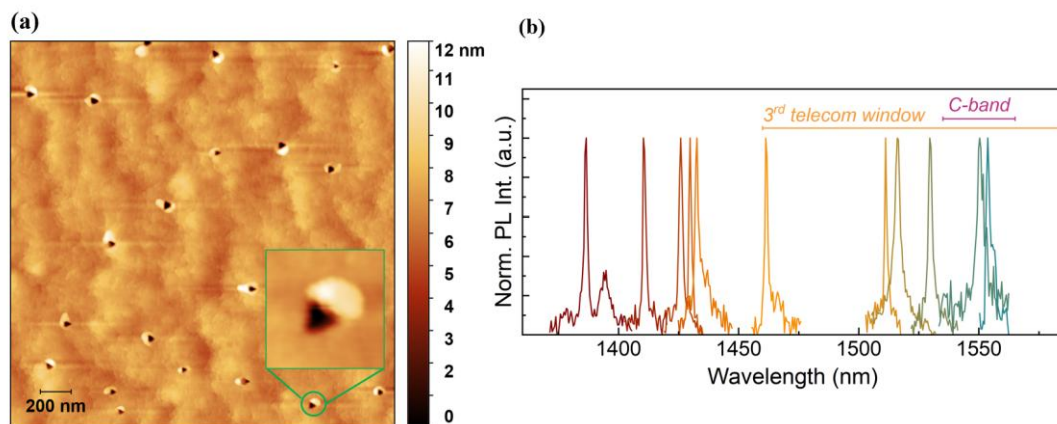 (a)
12 nm
11
10
9
8
7
6
5
4
3
2
1
0
200 nm
(b)
C-band
3rd telecom window
Norm. PL Int. (a.u.)
1400
1450
1500
1550
Wavelength (nm)